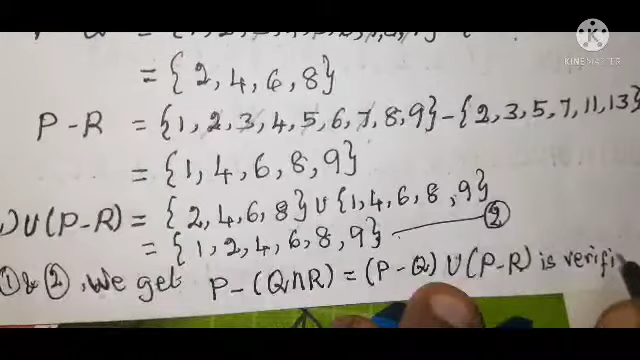 = { 2, 4, 6, 8}
P - R = {1, 2, 3, 4, 5, 6, 7, 8, 9} - {2, 3, 5, 7, 11, 13}
= {1, 4, 6, 8, 9}
) U (P - R) = { 2, 4, 6, 8} U {1, 4, 6, 8, 9}
= { 1, 2, 4, 6, 8, 9} ②
① & ②, We get P - (Q ∩ R) = (P - Q) U (P - R) is verifi
KINEMASTER